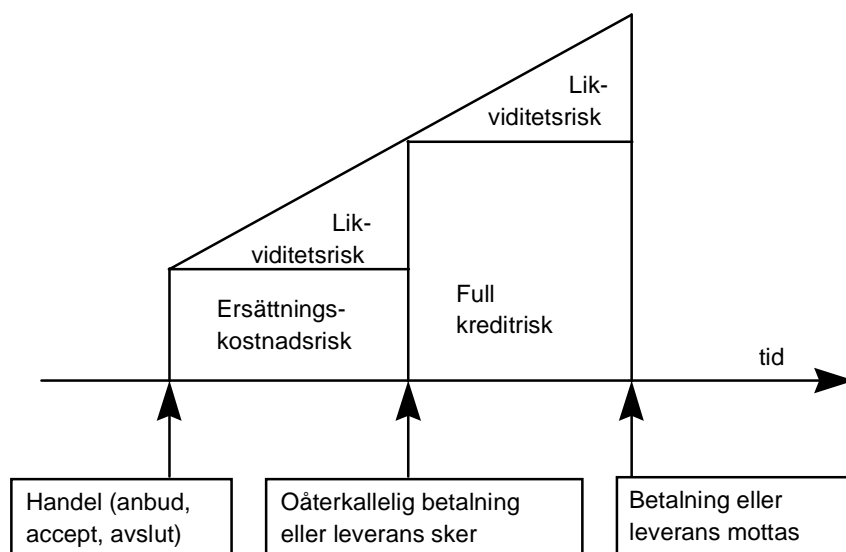 Lik-
viditetsrisk
Lik-
viditetsrisk
Ersättnings-
kostnadsrisk
Full
kreditrisk
tid
Handel (anbud,
accept, avslut)
Oåterkallelig betalning
eller leverans sker
Betalning eller
leverans mottas